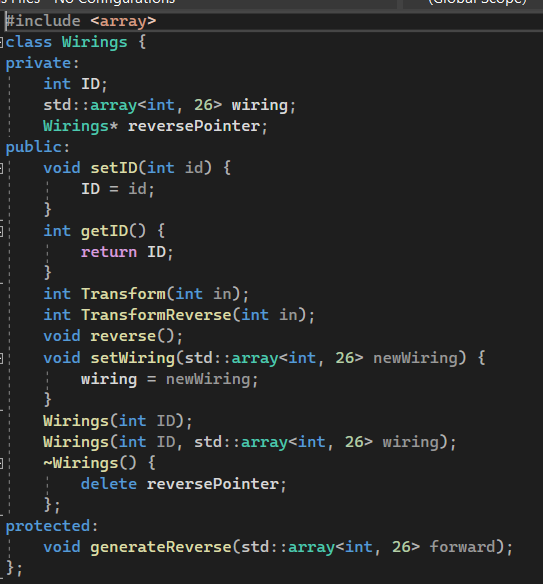 s Files - No Configurations (Global Scope)
#include <array>
class Wirings {
private:
    int ID;
    std::array<int, 26> wiring;
    Wirings* reversePointer;
public:
    void setID(int id) {
        ID = id;
    }
    int getID() {
        return ID;
    }
    int Transform(int in);
    int TransformReverse(int in);
    void reverse();
    void setWiring(std::array<int, 26> newWiring) {
        wiring = newWiring;
    }
    Wirings(int ID);
    Wirings(int ID, std::array<int, 26> wiring);
    ~Wirings() {
        delete reversePointer;
    };
protected:
    void generateReverse(std::array<int, 26> forward);
};